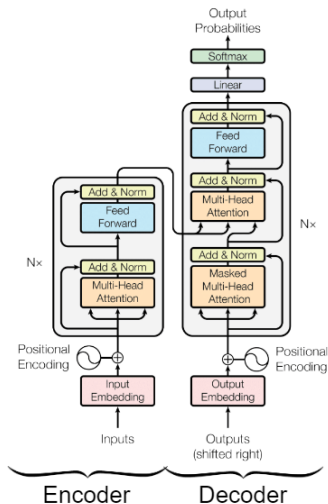 Output
Probabilities
Softmax
Linear
Add & Norm
Feed
Forward
Add & Norm
Multi-Head
Attention
Add & Norm
Masked
Multi-Head
Attention
N×
Positional
Encoding
Output
Embedding
Outputs
(shifted right)
Add & Norm
Feed
Forward
N×
Add & Norm
Multi-Head
Attention
Positional
Encoding
Input
Embedding
Inputs
Encoder
Decoder